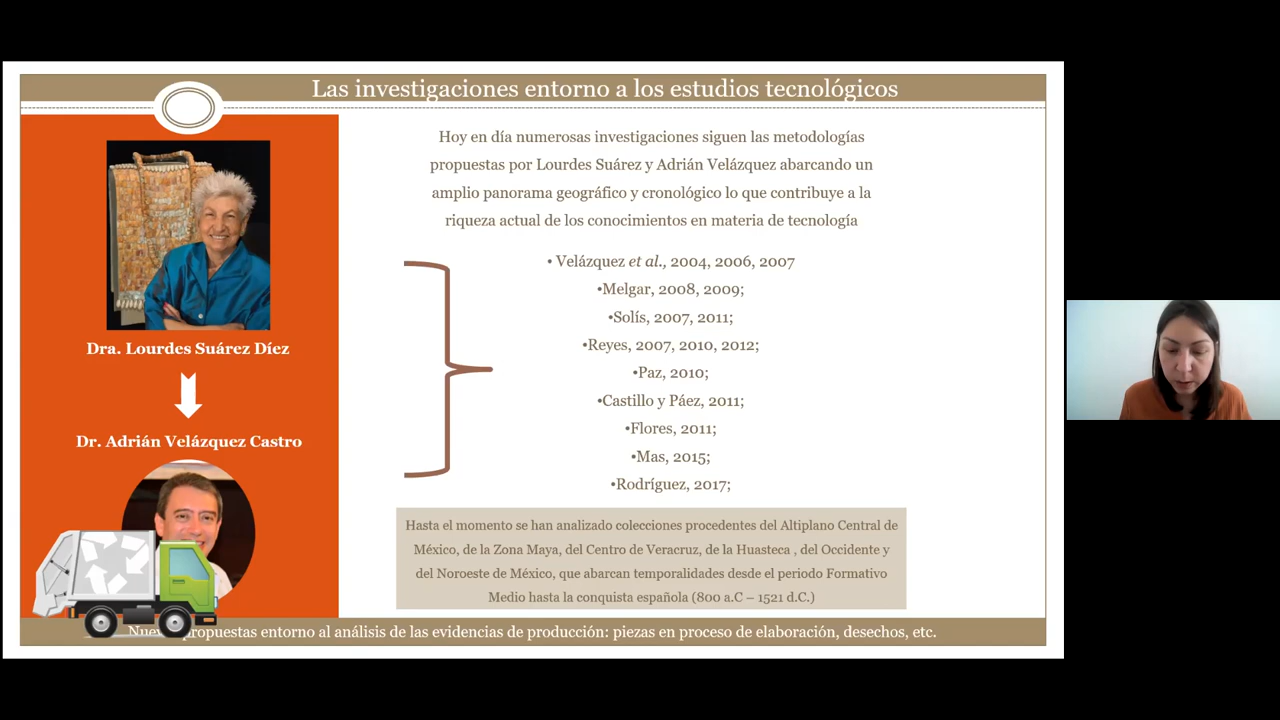 Las investigaciones entorno a los estudios tecnológicos
Dra. Lourdes Suárez Díez
Dr. Adrián Velázquez Castro
Hoy en día numerosas investigaciones siguen las metodologías
propuestas por Lourdes Suárez y Adrián Velázquez abarcando un
amplio panorama geográfico y cronológico lo que contribuye a la
riqueza actual de los conocimientos en materia de tecnología
• Velázquez et al., 2004, 2006, 2007
•Melgar, 2008, 2009;
•Solís, 2007, 2011;
•Reyes, 2007, 2010, 2012;
•Paz, 2010;
•Castillo y Páez, 2011;
•Flores, 2011;
•Mas, 2015;
•Rodríguez, 2017;
Hasta el momento se han analizado colecciones procedentes del Altiplano Central de
México, de la Zona Maya, del Centro de Veracruz, de la Huasteca , del Occidente y
del Noroeste de México, que abarcan temporalidades desde el periodo Formativo
Medio hasta la conquista española (800 a.C – 1521 d.C.)
propuestas entorno al análisis de las evidencias de producción: piezas en proceso de elaboración, desechos, etc.